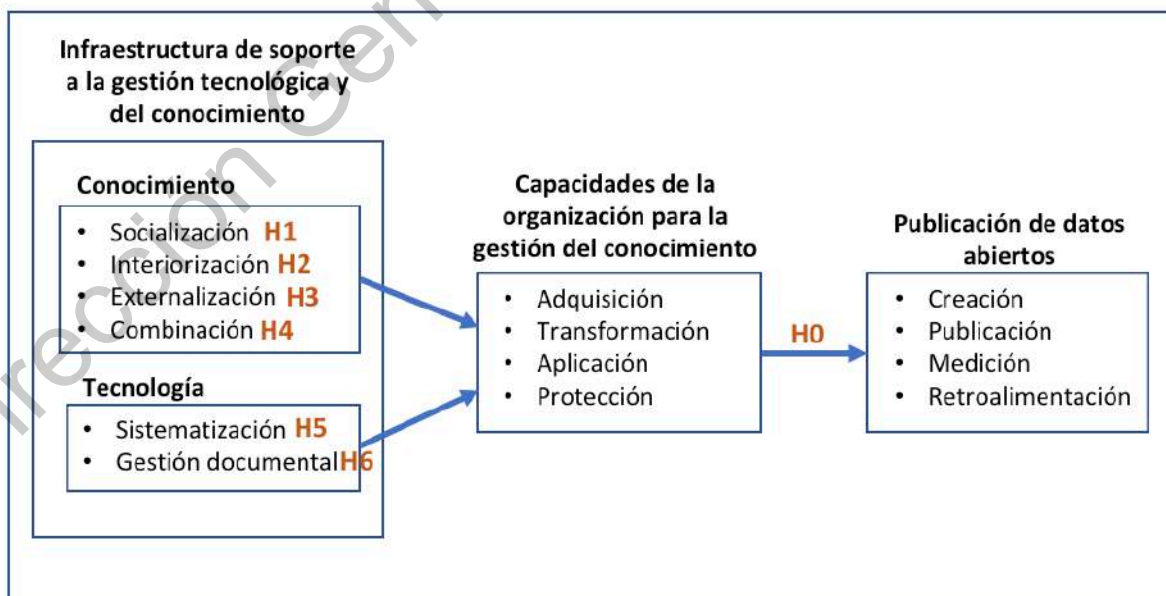 Infraestructura de soporte
a la gestión tecnológica y
del conocimiento
Conocimiento
• Socialización H1
• Interiorización H2
• Externalización H3
• Combinación H4
Tecnología
• Sistematización H5
• Gestión documental H6
Capacidades de la
organización para la
gestión del conocimiento
• Adquisición
• Transformación
• Aplicación
• Protección
H0
Publicación de datos
abiertos
• Creación
• Publicación
• Medición
• Retroalimentación